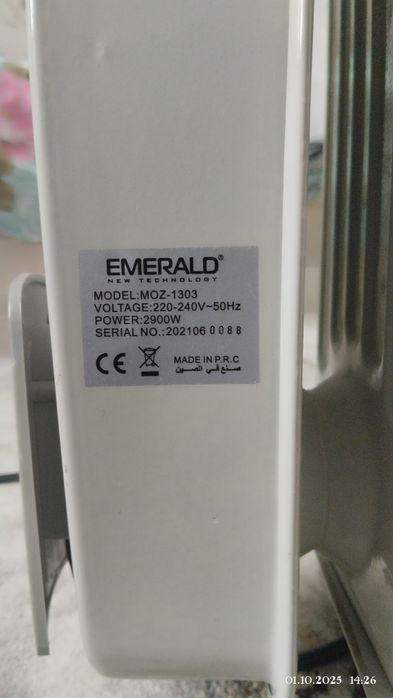 EMERALD®
NEW TECHNOLOGY
MODEL:MOZ-1303
VOLTAGE:220-240V~50Hz
POWER:2900W
SERIAL NO.:202106 0088
CE MADE IN P.R.C
صنع في الصين
01.10.2025 14:26